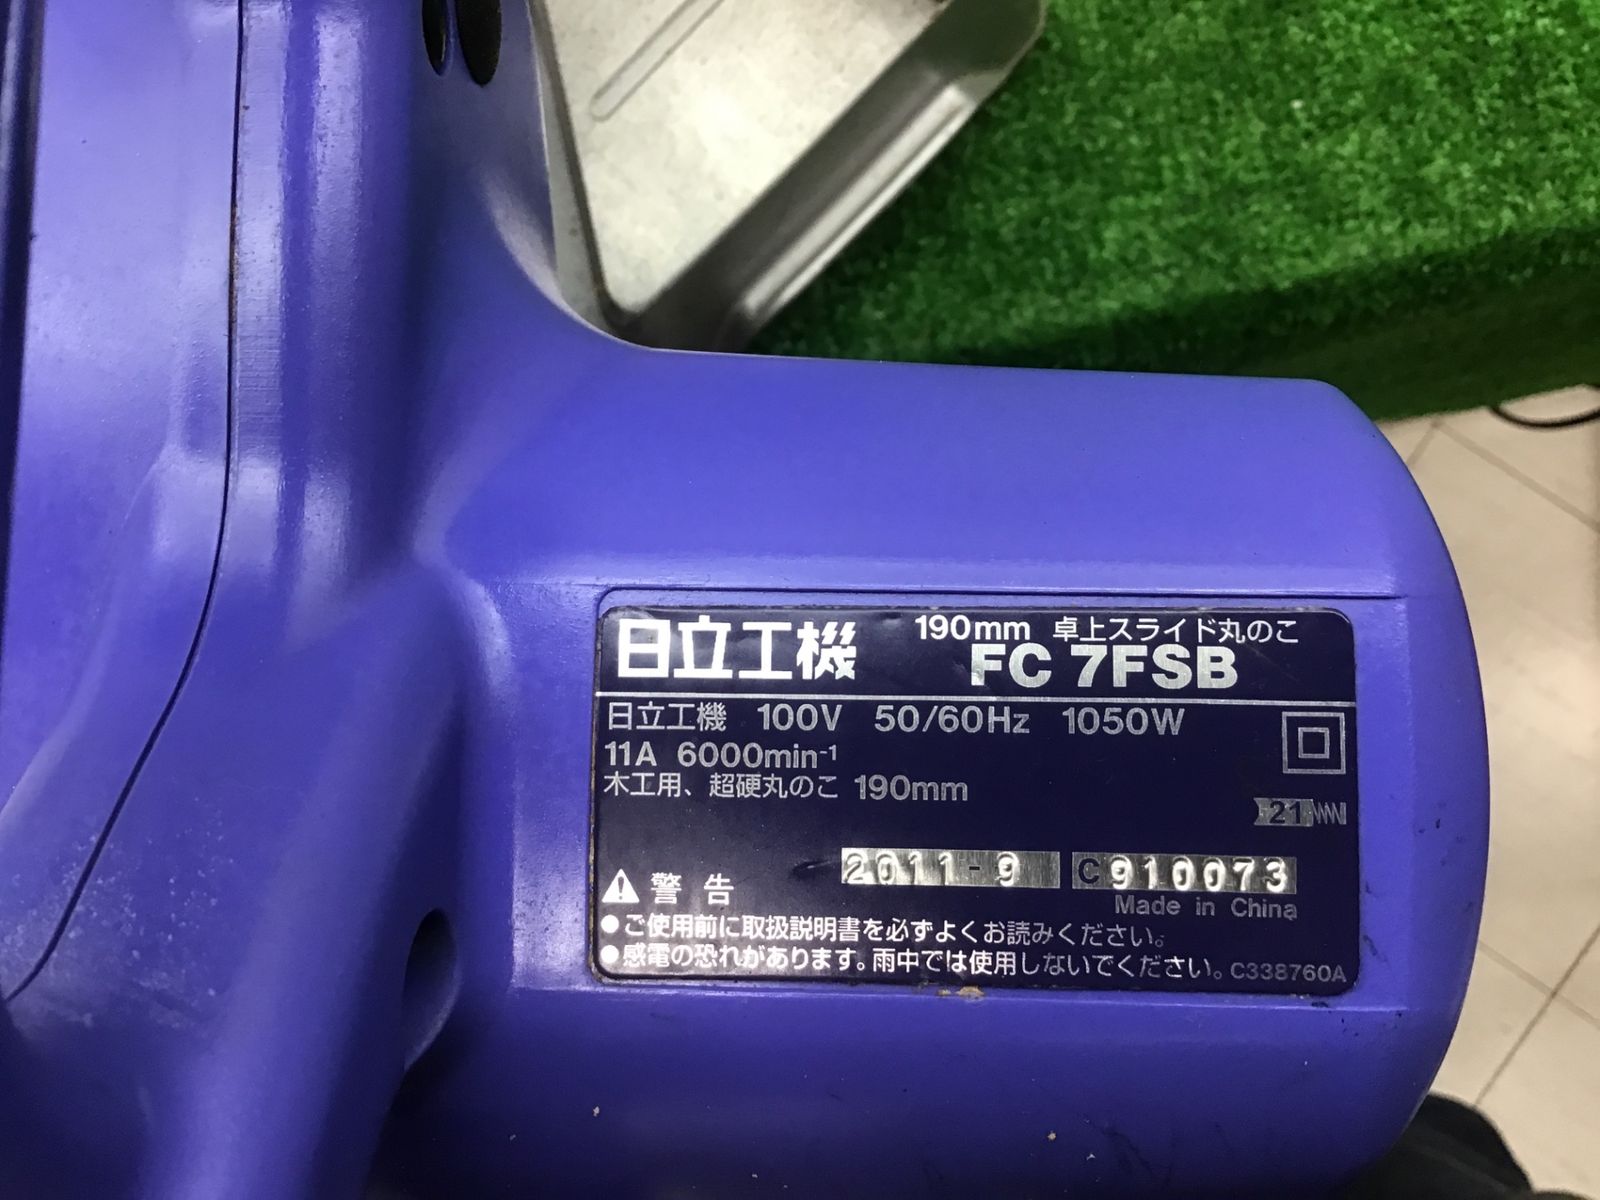 日立工機 190mm 卓上スライド丸のこ
FC 7FSB
日立工機 100V 50/60Hz 1050W
11A 6000min-1
木工用、超硬丸のこ 190mm
21
2011-9 C910073
Made in China
警告
●ご使用前に取扱説明書を必ずよくお読みください。
●感電の恐れがあります。雨中では使用しないでください。C338760A